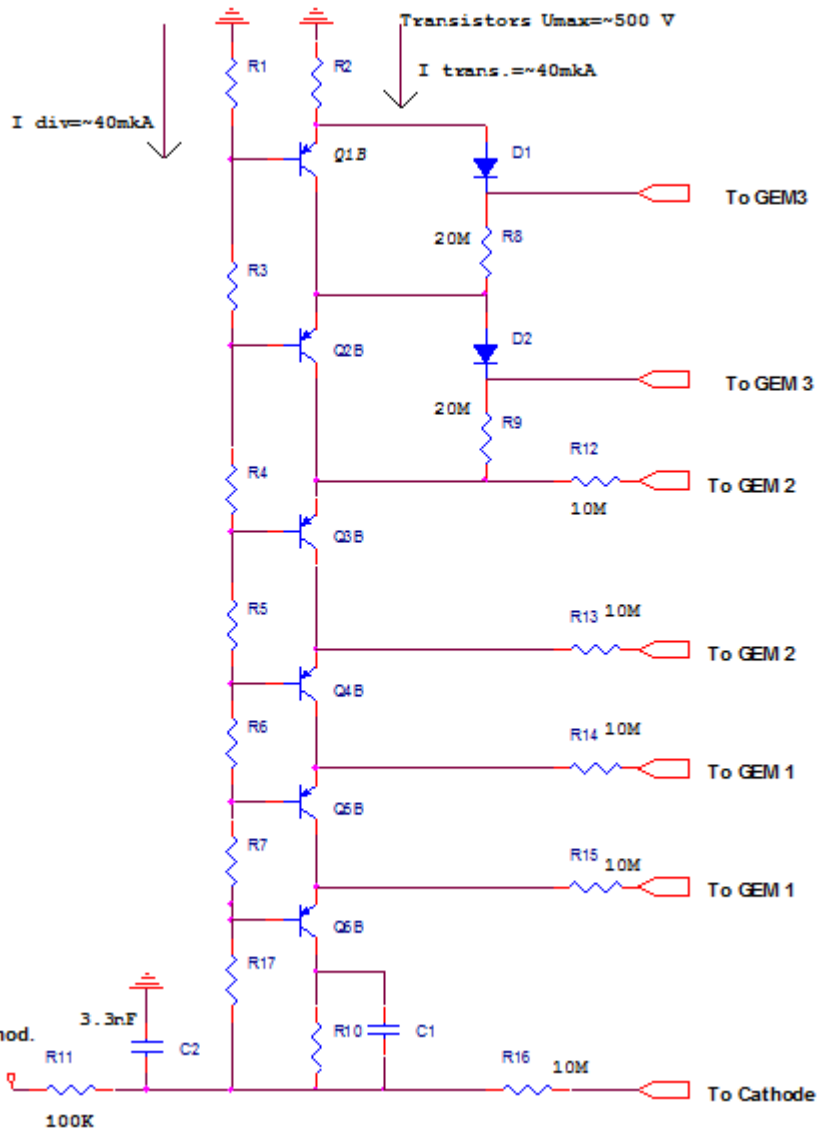 Transistors Umax=~500 V
R1
R2
I trans.=~40mkA
I div=~40mkA
Q1B
D1
To GEM3
20M
R8
R3
D2
Q2B
To GEM 3
20M
R9
R12
R4
To GEM 2
10M
Q3B
R5
R13 10M
To GEM 2
Q4B
R6
R14 10M
To GEM 1
Q5B
R7
R15 10M
To GEM 1
Q6B
R17
3.3nF
nod.
C2
R10
C1
R11
R16
10M
To Cathode
100K